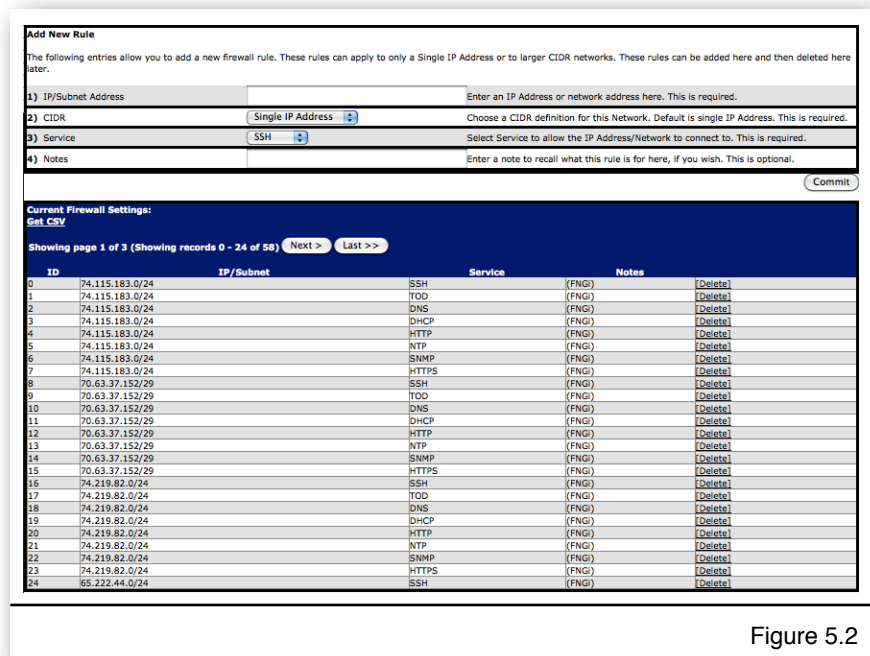 Add New Rule
The following entries allow you to add a new firewall rule. These rules can apply to only a Single IP Address or to larger CIDR networks. These rules can be added here and then deleted here
later.
1) IP/Subnet Address Enter an IP Address or network address here. This is required.
2) CIDR Single IP Address Choose a CIDR definition for this Network. Default is single IP Address. This is required.
3) Service SSH Select Service to allow the IP Address/Network to connect to. This is required.
4) Notes Enter a note to recall what this rule is for here, if you wish. This is optional.
Commit
Current Firewall Settings:
Get CSV
Showing page 1 of 3 (Showing records 0 - 24 of 58) Next > Last >>
ID IP/Subnet Service Notes
0 74.115.183.0/24 SSH (FNGi) [Delete]
1 74.115.183.0/24 TOD (FNGi) [Delete]
2 74.115.183.0/24 DNS (FNGi) [Delete]
3 74.115.183.0/24 DHCP (FNGi) [Delete]
4 74.115.183.0/24 HTTP (FNGi) [Delete]
5 74.115.183.0/24 NTP (FNGi) [Delete]
6 74.115.183.0/24 SNMP (FNGi) [Delete]
7 74.115.183.0/24 HTTPS (FNGi) [Delete]
8 70.63.37.152/29 SSH (FNGi) [Delete]
9 70.63.37.152/29 TOD (FNGi) [Delete]
10 70.63.37.152/29 DNS (FNGi) [Delete]
11 70.63.37.152/29 DHCP (FNGi) [Delete]
12 70.63.37.152/29 HTTP (FNGi) [Delete]
13 70.63.37.152/29 NTP (FNGi) [Delete]
14 70.63.37.152/29 SNMP (FNGi) [Delete]
15 70.63.37.152/29 HTTPS (FNGi) [Delete]
16 74.219.82.0/24 SSH (FNGi) [Delete]
17 74.219.82.0/24 TOD (FNGi) [Delete]
18 74.219.82.0/24 DNS (FNGi) [Delete]
19 74.219.82.0/24 DHCP (FNGi) [Delete]
20 74.219.82.0/24 HTTP (FNGi) [Delete]
21 74.219.82.0/24 NTP (FNGi) [Delete]
22 74.219.82.0/24 SNMP (FNGi) [Delete]
23 74.219.82.0/24 HTTPS (FNGi) [Delete]
24 65.222.44.0/24 SSH (FNGi) [Delete]
Figure 5.2